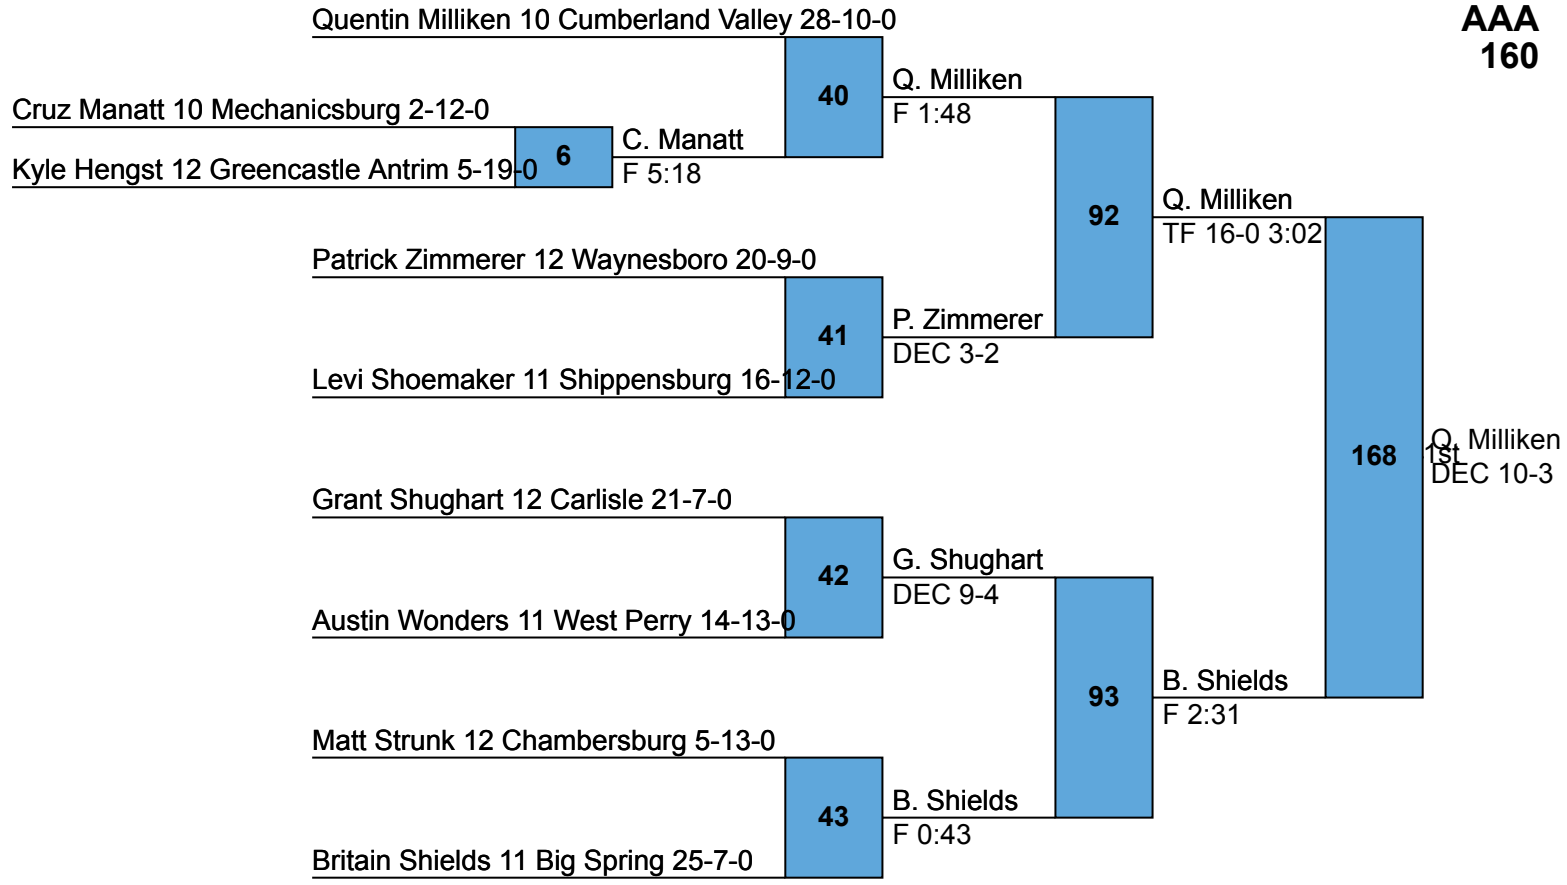 AAA
160
Quentin Milliken 10 Cumberland Valley 28-10-0
40
Q. Milliken
F 1:48
Cruz Manatt 10 Mechanicsburg 2-12-0
6
C. Manatt
F 5:18
Kyle Hengst 12 Greencastle Antrim 5-19-0
92
Q. Milliken
TF 16-0 3:02
Patrick Zimmerer 12 Waynesboro 20-9-0
41
P. Zimmerer
DEC 3-2
Levi Shoemaker 11 Shippensburg 16-12-0
168
Q. Milliken
1st
DEC 10-3
Grant Shughart 12 Carlisle 21-7-0
42
G. Shughart
DEC 9-4
Austin Wonders 11 West Perry 14-13-0
93
B. Shields
F 2:31
Matt Strunk 12 Chambersburg 5-13-0
43
B. Shields
F 0:43
Britain Shields 11 Big Spring 25-7-0